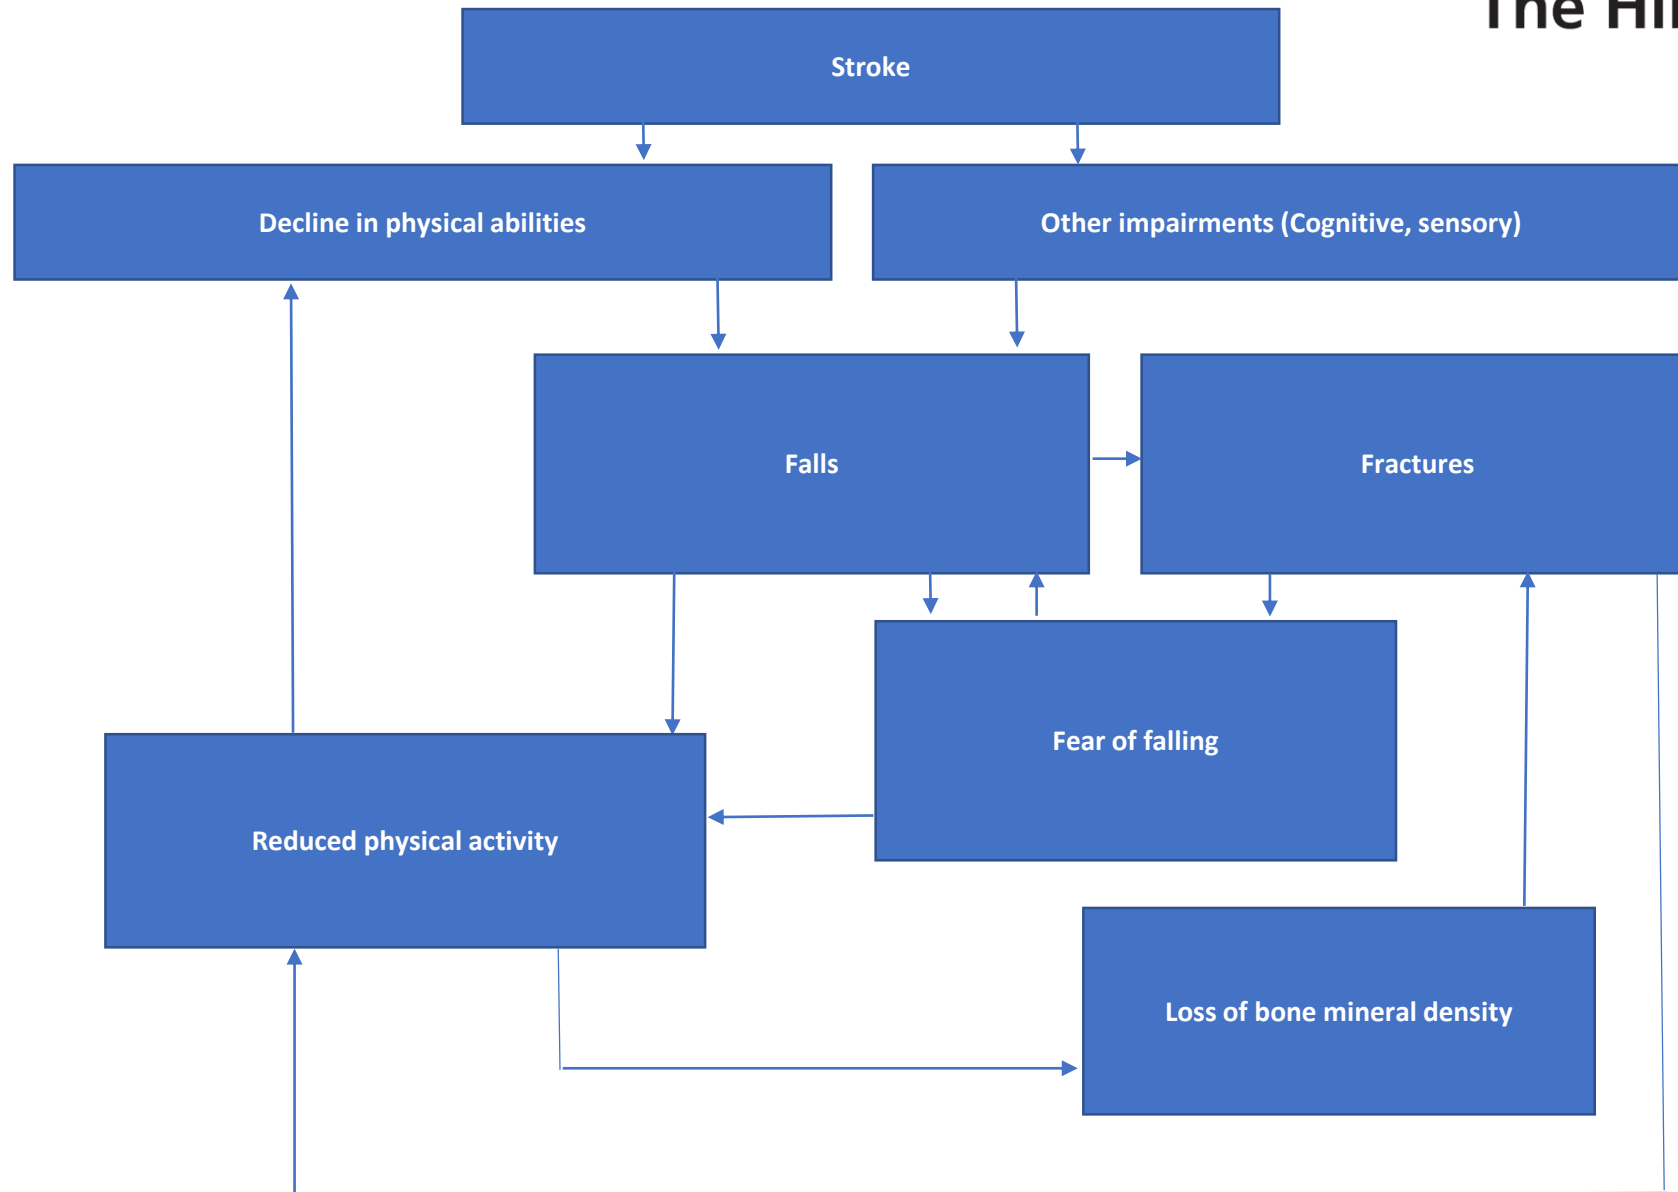 The
Stroke
Decline in physical abilities
Other impairments (Cognitive, sensory)
Falls
Fractures
Fear of falling
Reduced physical activity
Loss of bone mineral density